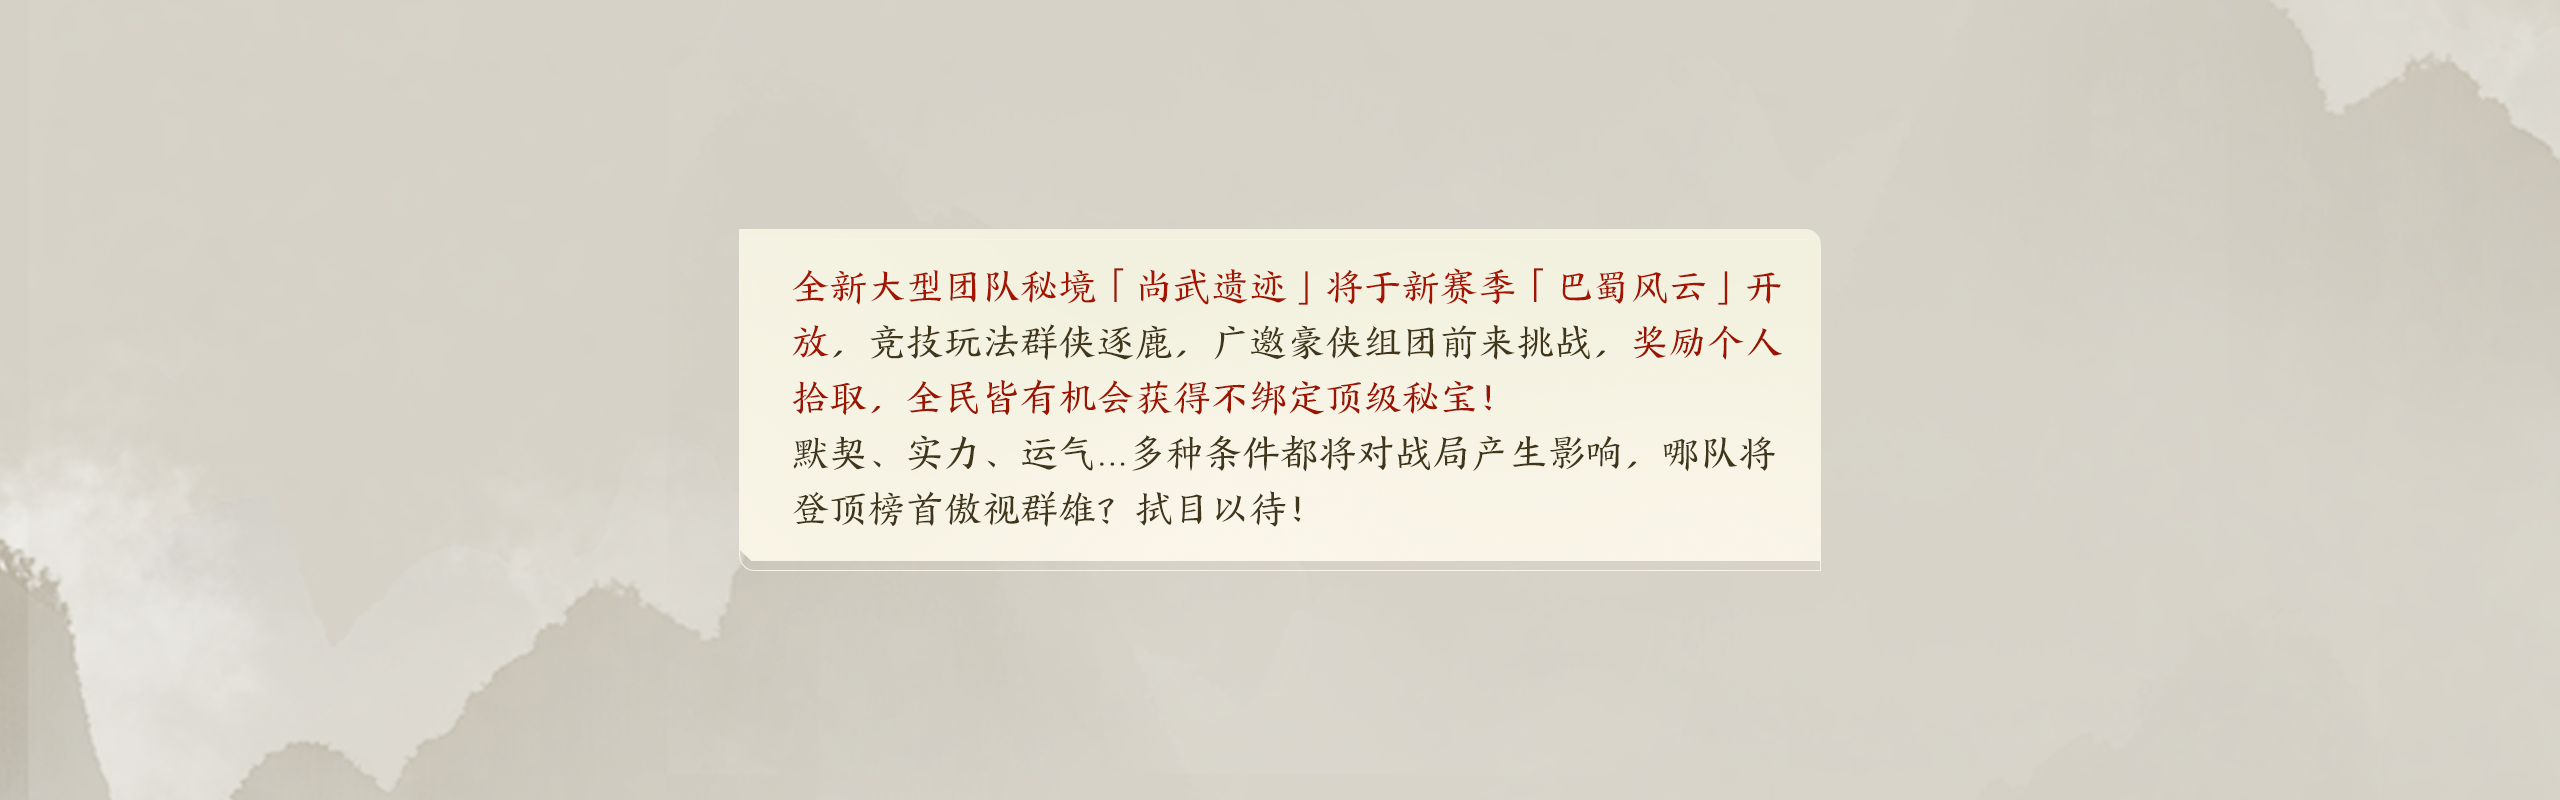 全新大型团队秘境「尚武遗迹」将于新赛季「巴蜀风云」开
放，竞技玩法群侠逐鹿，广邀豪侠组团前来挑战，奖励个人
拾取，全民皆有机会获得不绑定顶级秘宝！
默契、实力、运气...多种条件都将对战局产生影响，哪队将
登顶榜首傲视群雄？拭目以待！